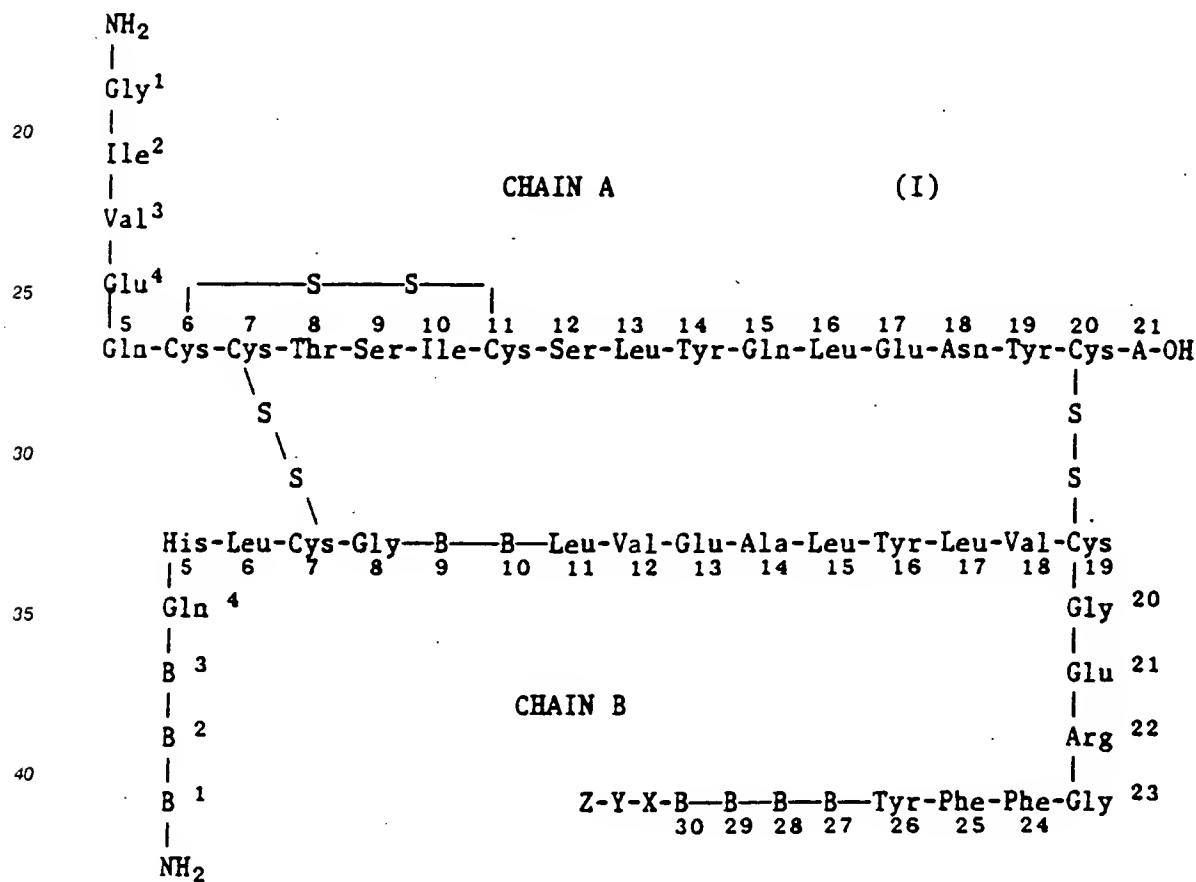 NH₂
Gly¹
20
Ile²
CHAIN A (I)
Val³
25
Glu⁴ S S
5 6 7 8 9 10 11 12 13 14 15 16 17 18 19 20 21
Gln-Cys-Cys-Thr-Ser-Ile-Cys-Ser-Leu-Tyr-Gln-Leu-Glu-Asn-Tyr-Cys-A-OH
S S
30
S S
His-Leu-Cys-Gly-B-B-Leu-Val-Glu-Ala-Leu-Tyr-Leu-Val-Cys
5 6 7 8 9 10 11 12 13 14 15 16 17 18 19
35
Gln 4 Gly 20
B 3 Glu 21
CHAIN B
B 2 Arg 22
40
B 1 Z-Y-X-B-B-B-B-Tyr-Phe-Phe-Gly 23
30 29 28 27 26 25 24
NH₂